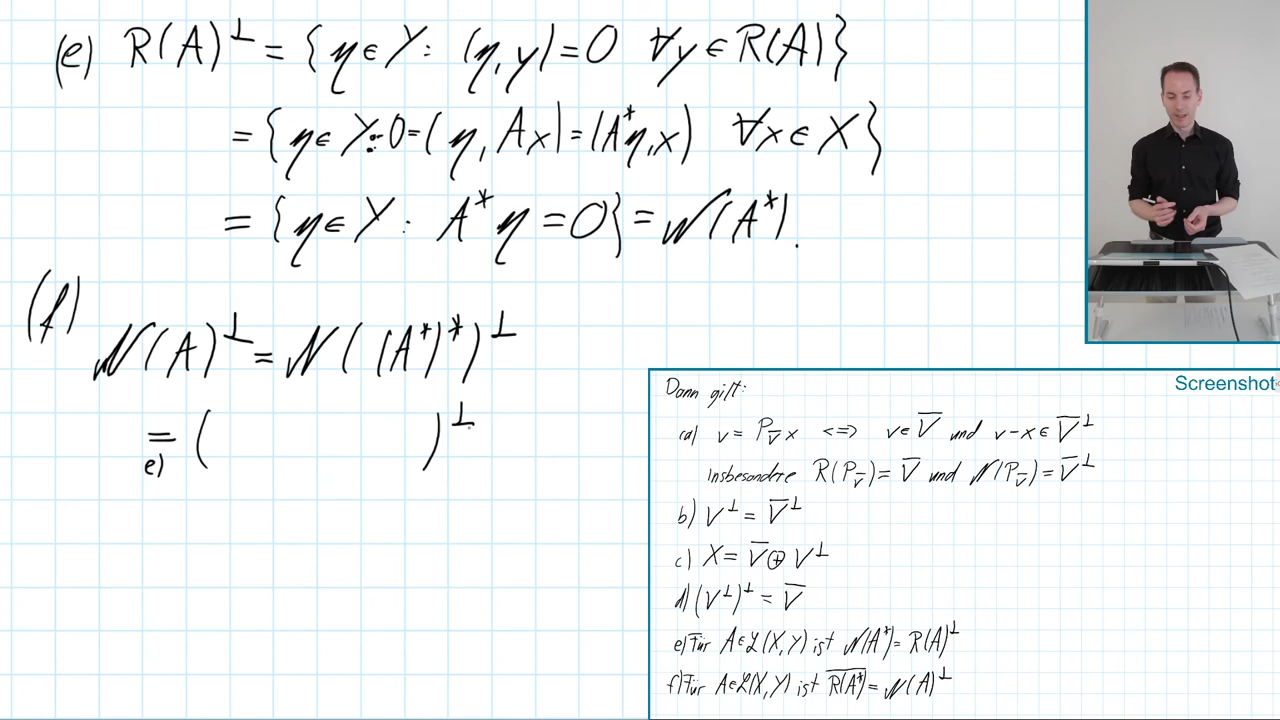 (e) R(A)^⊥ = {η ∈ Y : (η, y) = 0 ∀y ∈ R(A)}
= {η ∈ Y : 0 = (η, Ax) = (A*η, x) ∀x ∈ X}
= {η ∈ Y : A*η = 0} = 𝒩(A*).
(f)
𝒩(A)^⊥ = 𝒩((A*)*)^⊥
= ( )^⊥
e)
Screenshot
Dann gilt:
(a) v = P_V̅ x <=> v ∈ V̅ und v - x ∈ V̅^⊥
Insbesondere R(P_V̅) = V̅ und 𝒩(P_V̅) = V̅^⊥
b) V^⊥ = V̅^⊥
c) X = V̅ ⊕ V^⊥
d) (V^⊥)^⊥ = V̅
e) Für A ∈ ℒ(X,Y) ist 𝒩(A*) = R(A)^⊥
f) Für A ∈ ℒ(X,Y) ist R̅(̅A̅*̅)̅ = 𝒩(A)^⊥